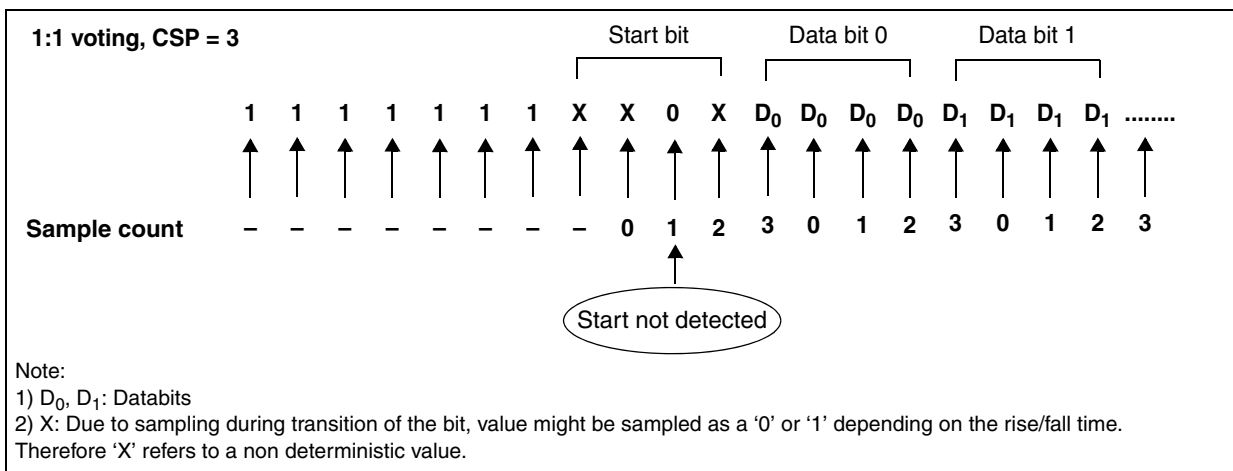 1:1 voting, CSP = 3
Start bit Data bit 0 Data bit 1
1 1 1 1 1 1 1 X X 0 X D0 D0 D0 D0 D1 D1 D1 D1 ........
Sample count – – – – – – – – 0 1 2 3 0 1 2 3 0 1 2 3
Start not detected
Note:
1) D0, D1: Databits
2) X: Due to sampling during transition of the bit, value might be sampled as a ‘0’ or ‘1’ depending on the rise/fall time.
Therefore ‘X’ refers to a non deterministic value.